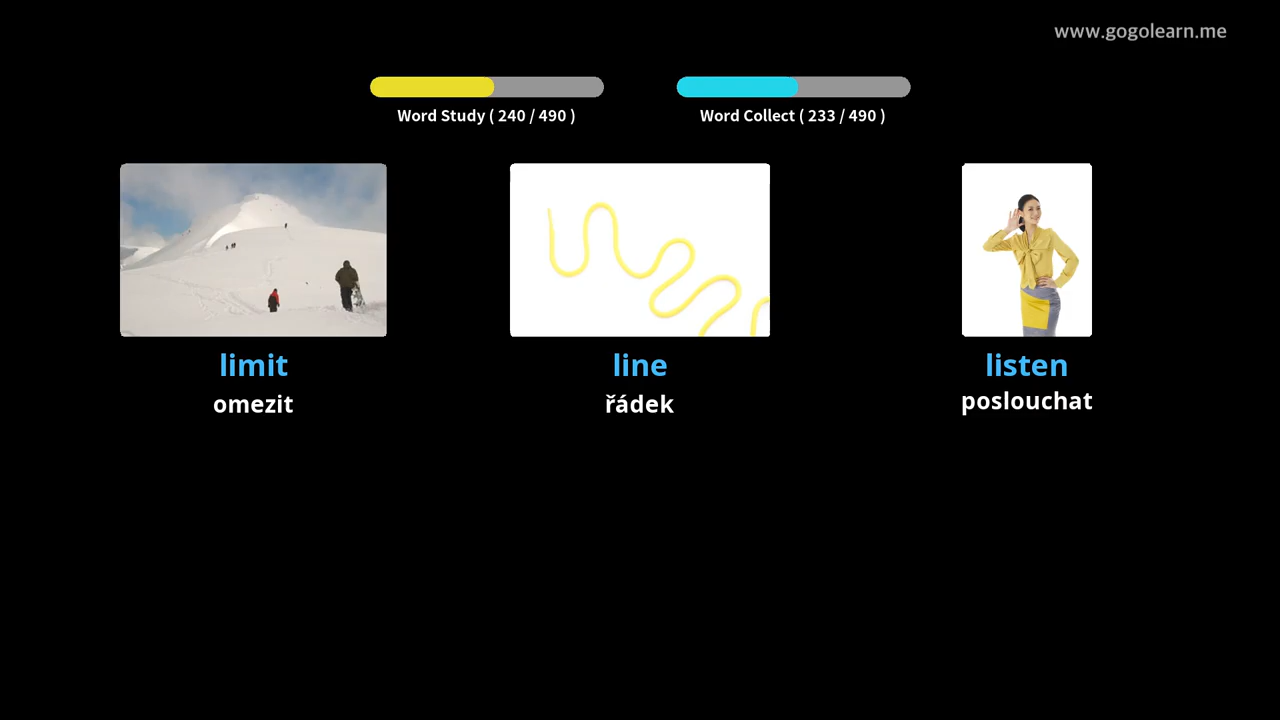 www.gogolearn.me
Word Study ( 240 / 490 )
Word Collect ( 233 / 490 )
limit
omezit
line
řádek
listen
poslouchat